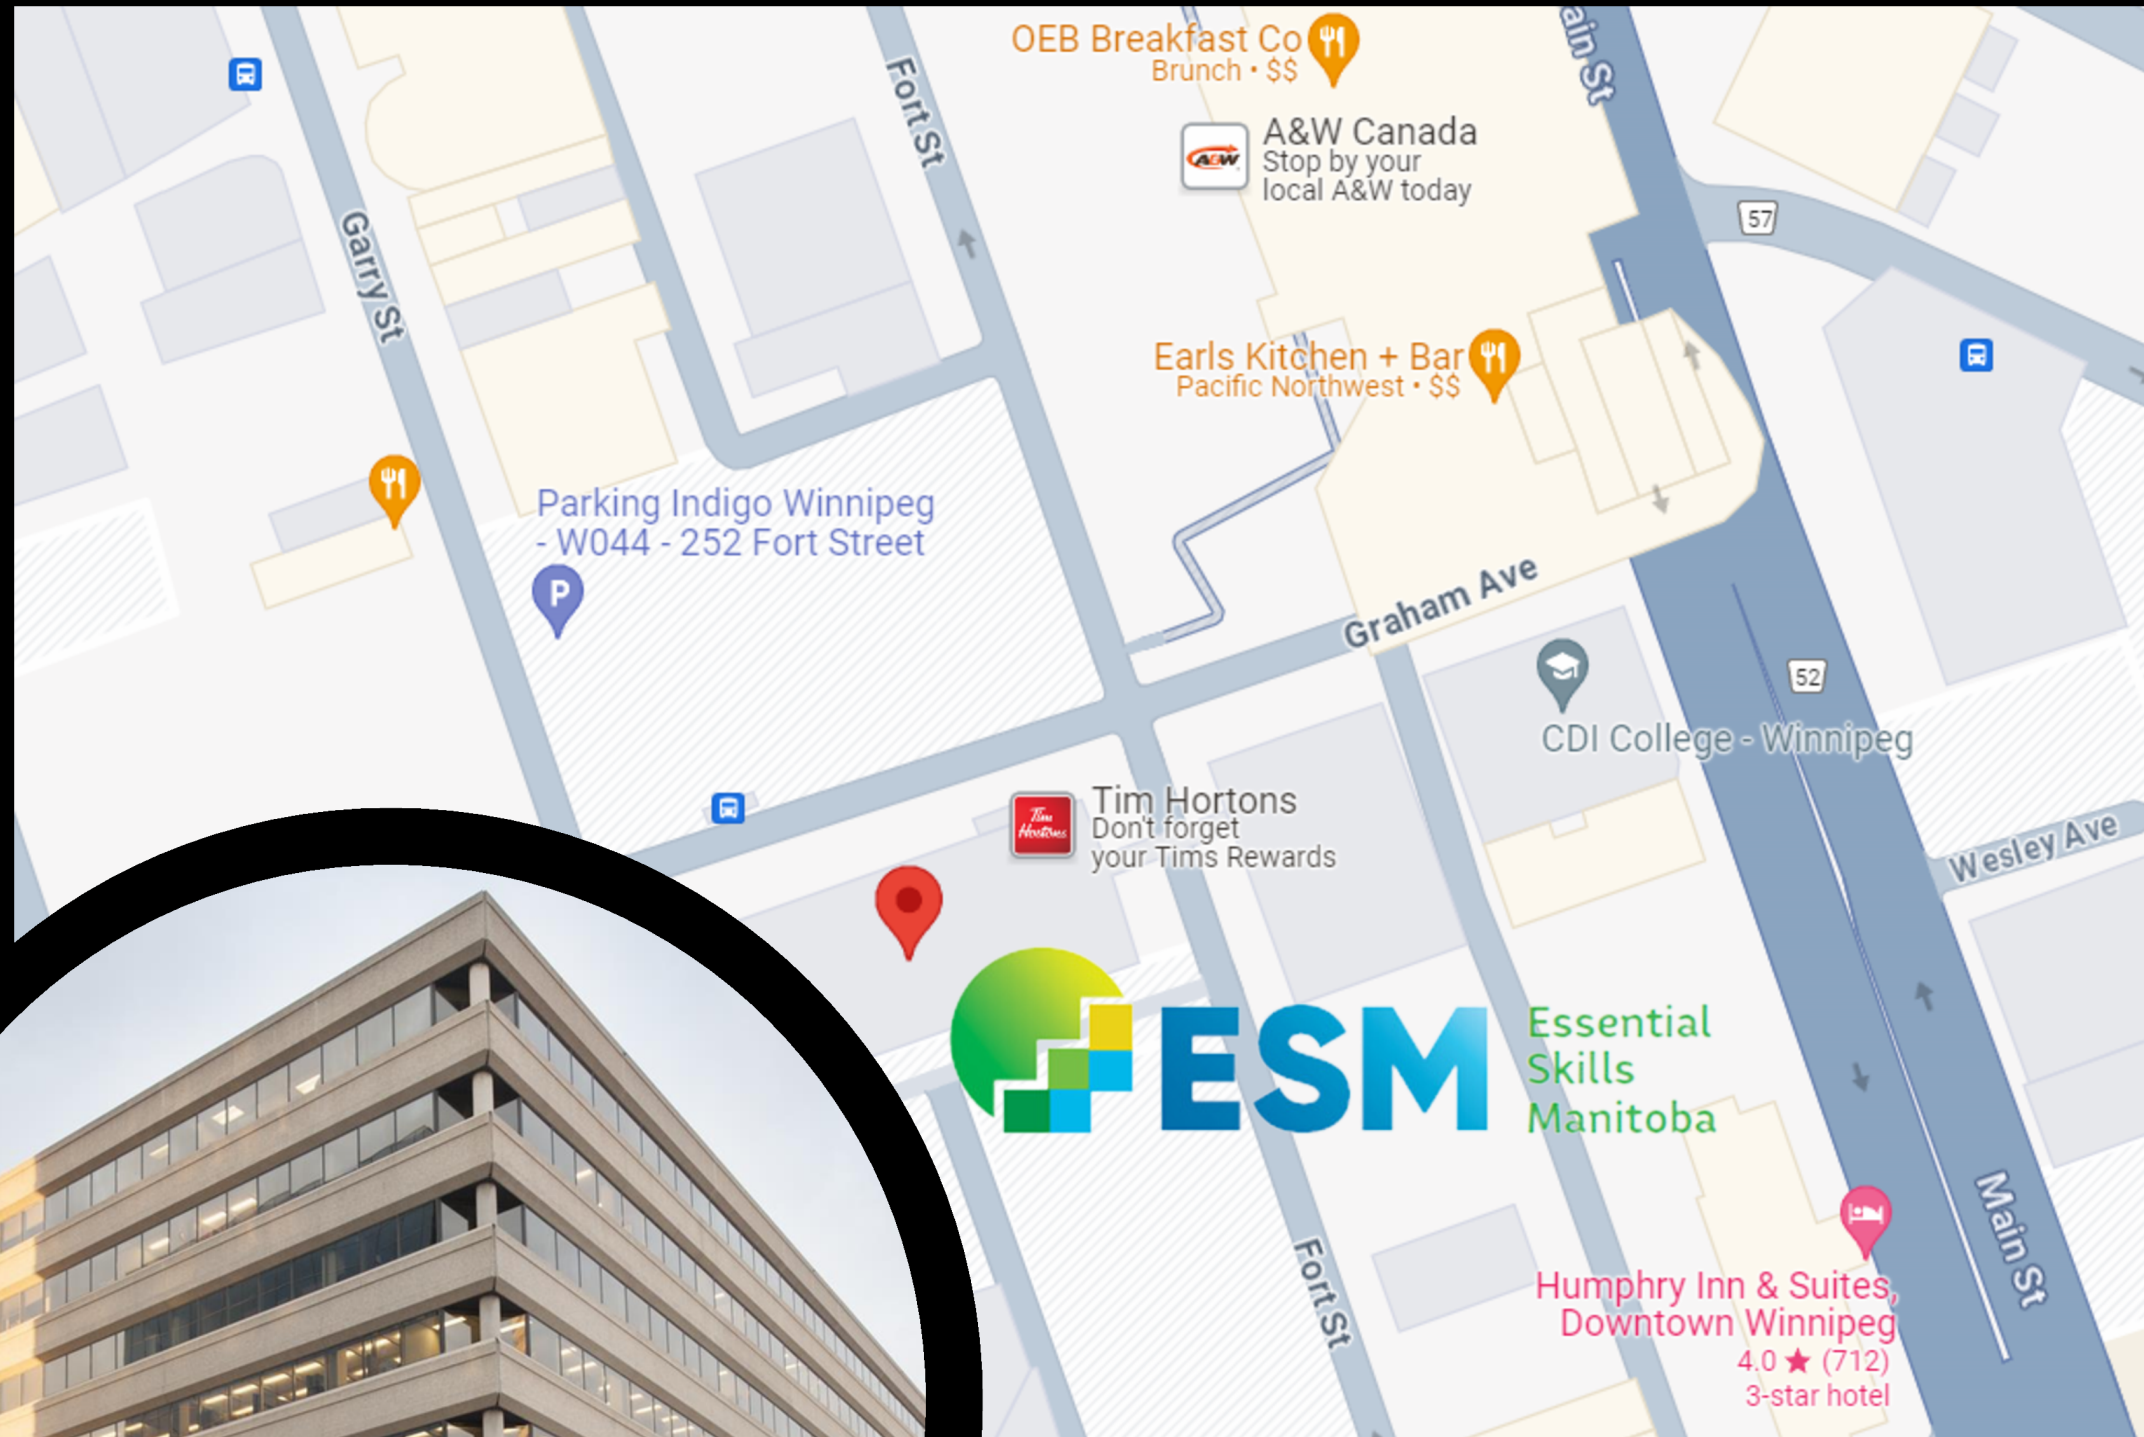 OEB Breakfast Co
Brunch • $$
ain St
Fort St
A&W
A&W Canada
Stop by your
local A&W today
57
Garry St
Earls Kitchen + Bar
Pacific Northwest • $$
Parking Indigo Winnipeg
- W044 - 252 Fort Street
P
Graham Ave
52
CDI College - Winnipeg
Tim Hortons
Tim Hortons
Don't forget
your Tims Rewards
Wesley Ave
ESM
Essential
Skills
Manitoba
Main St
Fort St
Humphry Inn & Suites,
Downtown Winnipeg
4.0 ★ (712)
3-star hotel